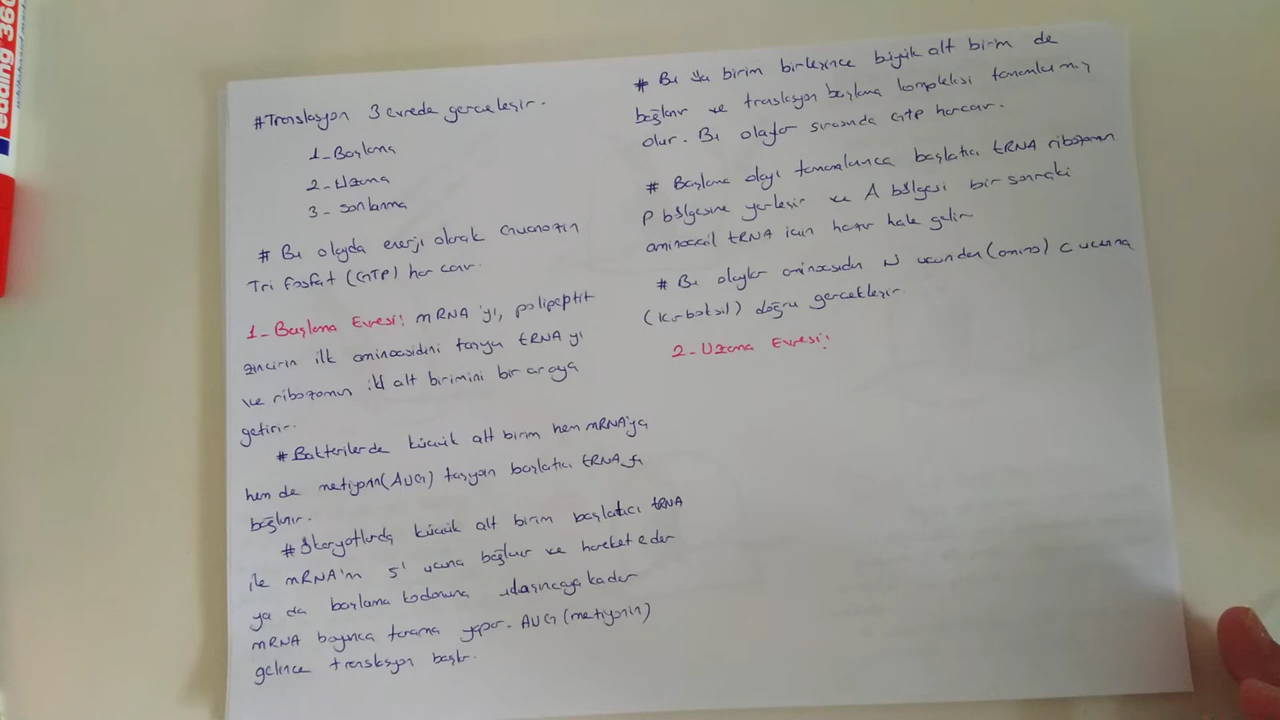 edding 360
#Translasyon 3 evrede gerçekleşir.
1-Başlama
2-Uzama
3-Sonlanma
# Bu olayda enerji olarak Guanozin
Tri fosfat (GTP) harcar.
1-Başlama Evresi: mRNA'yı, polipeptit
zincirin ilk aminoasidini taşıyan tRNA yı
ve ribozomun iki alt birimini bir araya
getirir.
#Bakterilerde küçük alt birim hem mRNA'ya
hem de metiyonin(AUG) taşıyan başlatıcı tRNA ya
bağlanır.
#Ökaryotlarda küçük alt birim başlatıcı tRNA
ile mRNA'nın 5' ucuna bağlanır ve hareket eder
ya da başlama kodonuna ulaşıncaya kadar
mRNA boyunca tarama yapar. AUG(metiyonin)
gelince translasyon başlar.
# Bu birim birleşince büyük alt birim de
bağlanır ve translasyon başlama kompleksi tamamlanmış
olur. Bu olaylar sırasında GTP harcar.
# Başlama olayı tamamlanınca başlatıcı tRNA ribozomun
P bölgesine yerleşir ve A bölgesi bir sonraki
aminoacil tRNA için hazır hale gelir
# Bu olaylar aminoasidin N ucundan(amino) C ucuna
(Karboksil) doğru gerçekleşir.
2-Uzama Evresi: